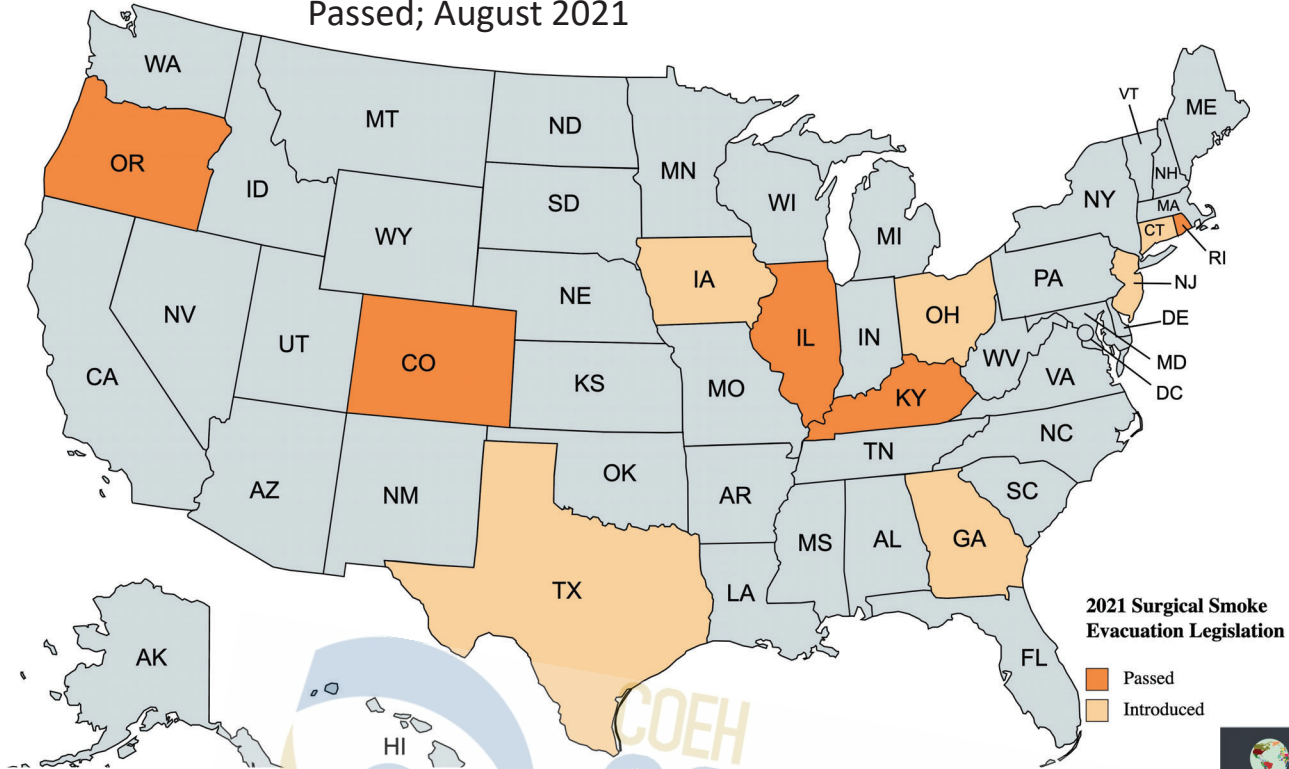 Passed; August 2021
WA
OR
MT
ID
ND
MN
SD
WY
WI
MI
VT
ME
NH
NY
MA
CT
RI
NJ
PA
DE
MD
DC
NE
IA
NV
UT
CO
CA
KS
MO
IL
IN
OH
WV
VA
KY
NC
TN
SC
AZ
NM
OK
AR
MS
AL
GA
TX
LA
FL
AK
HI
COEH
2021 Surgical Smoke
Evacuation Legislation
Passed
Introduced